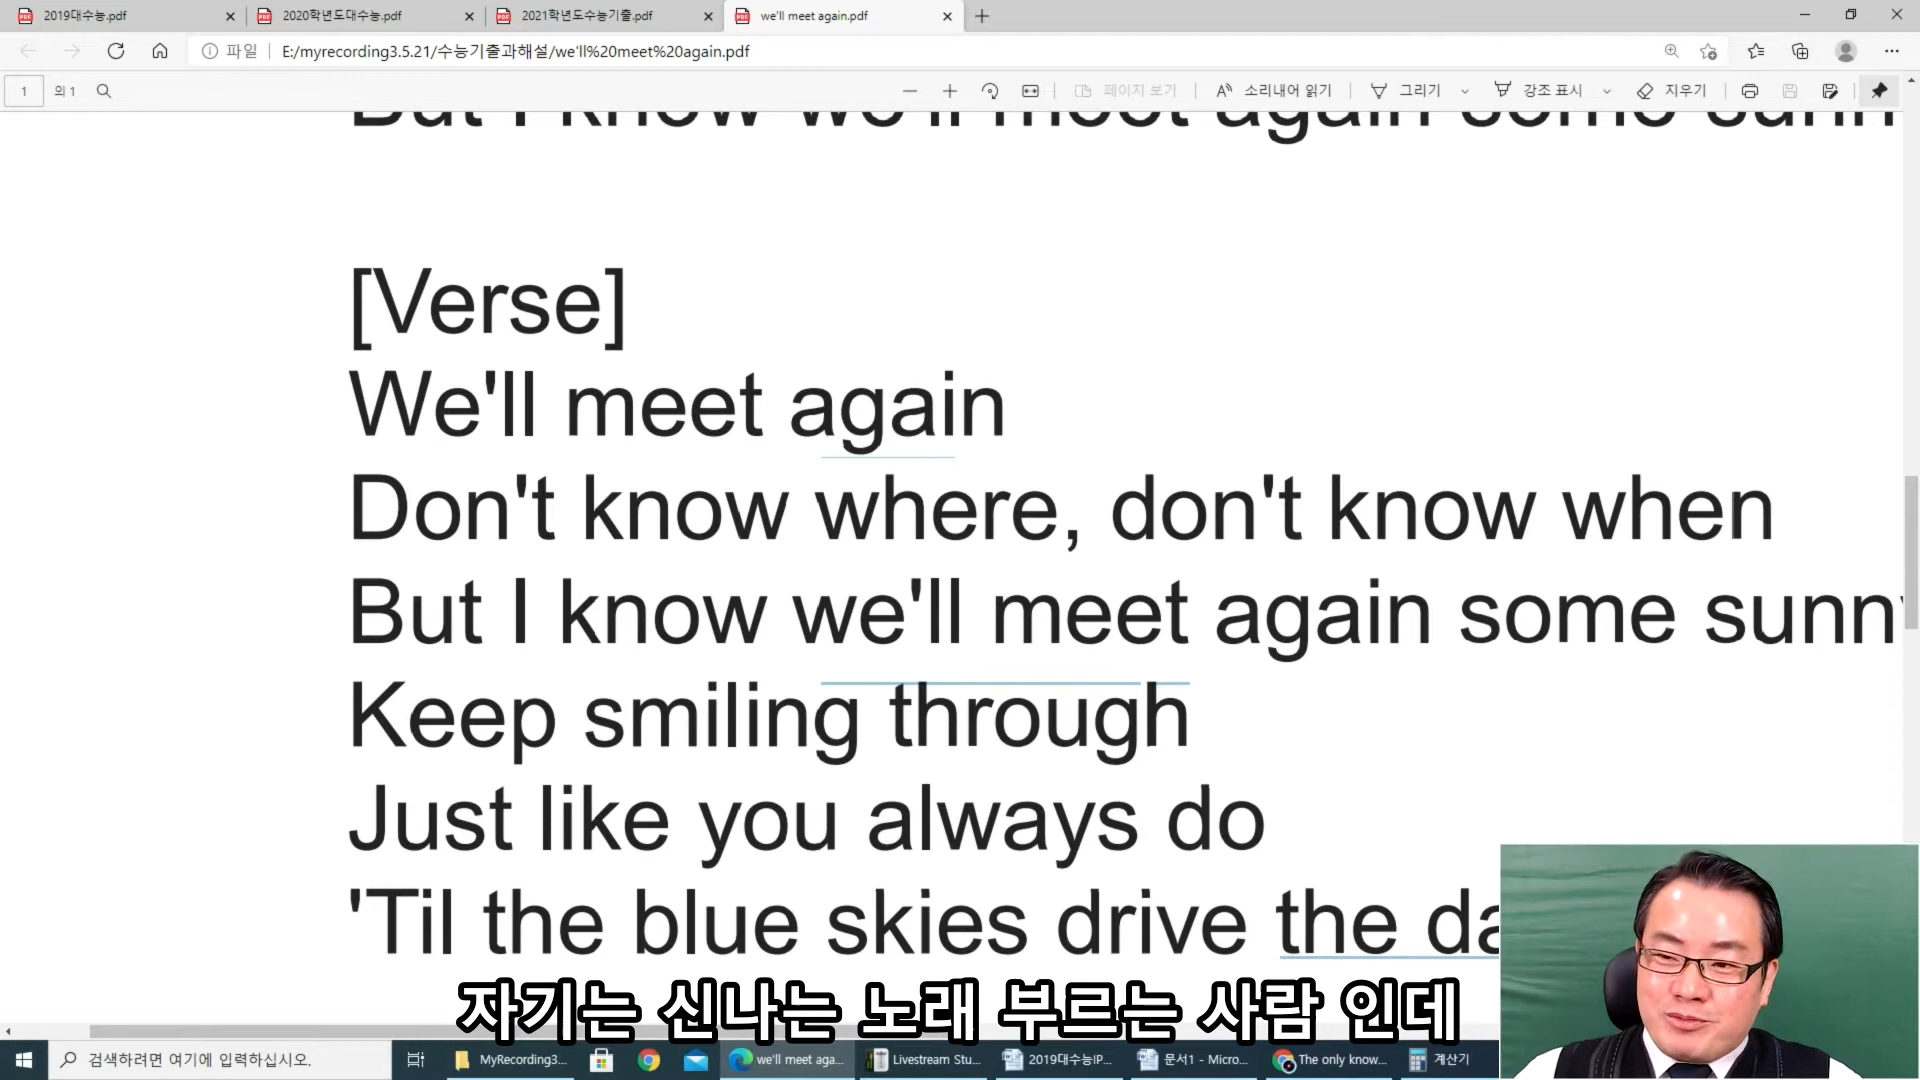 2019대수능.pdf
2020학년도대수능.pdf
2021학년도수능기출.pdf
we'll meet again.pdf
파일
E:/myrecording3.5.21/수능기출과해설/we'll%20meet%20again.pdf
1
의 1
페이지 보기
소리내어 읽기
그리기
강조 표시
지우기
But I know we'll meet again some sunn
[Verse]
We'll meet again
Don't know where, don't know when
But I know we'll meet again some sunn
Keep smiling through
Just like you always do
'Til the blue skies drive the da
자기는 신나는 노래 부르는 사람 인데
검색하려면 여기에 입력하십시오.
MyRecording3...
we'll meet aga...
Livestream Stu...
2019대수능IP...
문서1 - Micro...
The only know...
계산기